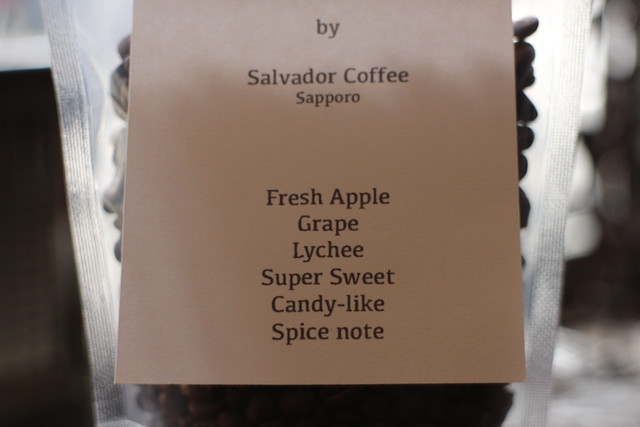 by
Salvador Coffee
Sapporo
Fresh Apple
Grape
Lychee
Super Sweet
Candy-like
Spice note